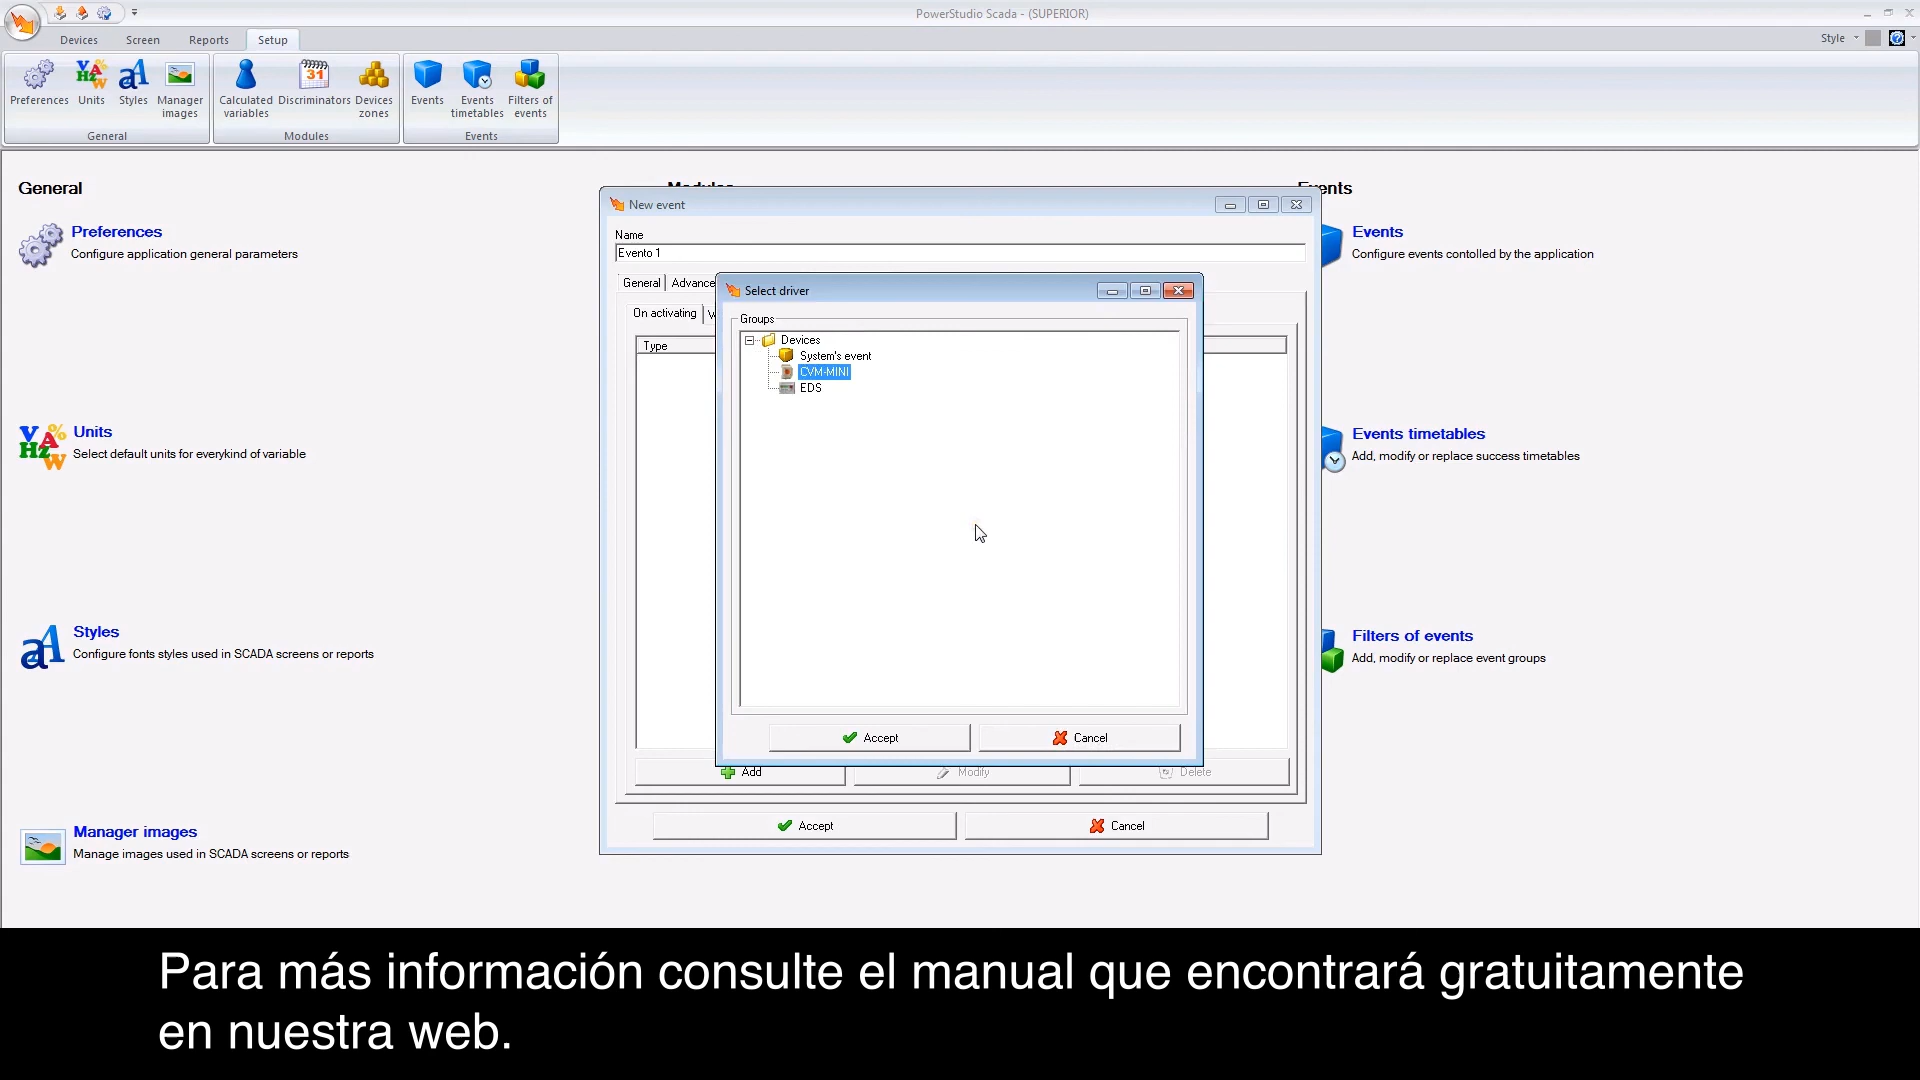 PowerStudio Scada - (SUPERIOR)
Devices Screen Reports Setup
Style
Preferences Units Styles Manager images
General
Calculated variables Discriminators Devices zones
Modules
Events Events timetables Filters of events
Events
General
Preferences
Configure application general parameters
Units
Select default units for everykind of variable
Styles
Configure fonts styles used in SCADA screens or reports
Manager images
Manage images used in SCADA screens or reports
Modules
New event
Name
Evento 1
General
On activating
Type
Select driver
Groups
Devices
System's event
CVM-MINI
EDS
Accept Cancel
Add Modify Delete
Accept Cancel
Events
Events
Configure events contolled by the application
Events timetables
Add, modify or replace success timetables
Filters of events
Add, modify or replace event groups
Para más información consulte el manual que encontrará gratuitamente
en nuestra web.